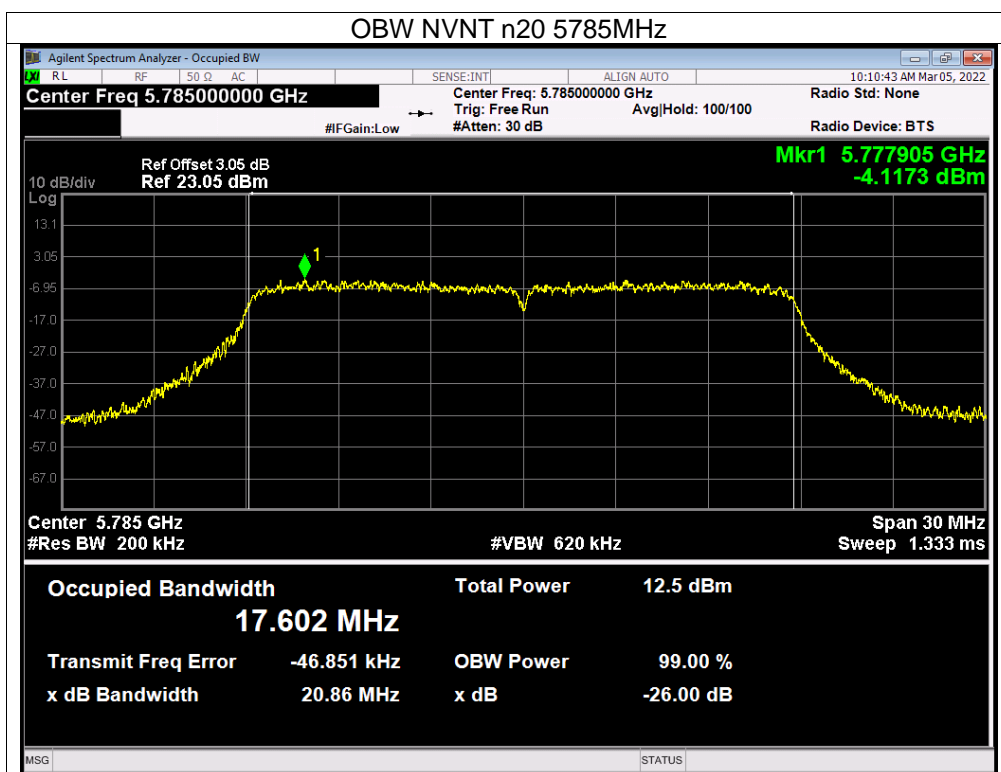 OBW NVNT n20 5785MHz
Agilent Spectrum Analyzer - Occupied BW
LXI RL RF 50 Ω AC SENSE:INT ALIGN AUTO 10:10:43 AM Mar 05, 2022
Center Freq 5.785000000 GHz Center Freq: 5.785000000 GHz Radio Std: None
Trig: Free Run Avg|Hold: 100/100
#IFGain:Low #Atten: 30 dB Radio Device: BTS
Mkr1 5.777905 GHz
-4.1173 dBm
Ref Offset 3.05 dB
10 dB/div Ref 23.05 dBm
Log
13.1
3.05
1
-6.95
-17.0
-27.0
-37.0
-47.0
-57.0
-67.0
Center 5.785 GHz Span 30 MHz
#Res BW 200 kHz #VBW 620 kHz Sweep 1.333 ms
Occupied Bandwidth Total Power 12.5 dBm
17.602 MHz
Transmit Freq Error -46.851 kHz OBW Power 99.00 %
x dB Bandwidth 20.86 MHz x dB -26.00 dB
MSG STATUS